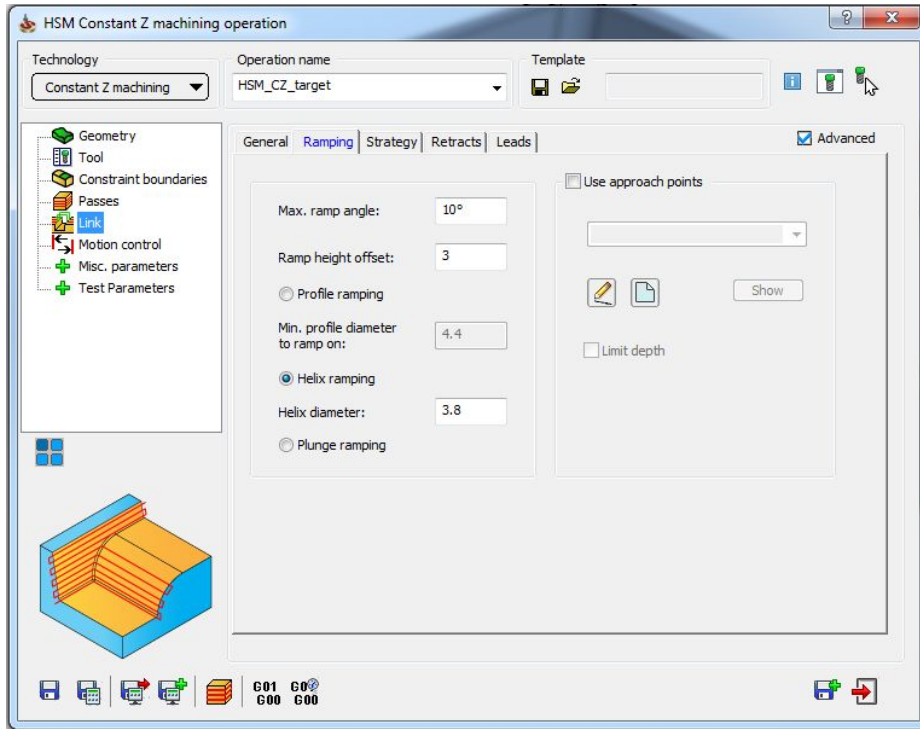 HSM Constant Z machining operation
Technology
Operation name
Template
Constant Z machining
HSM_CZ_target
Geometry
Tool
Constraint boundaries
Passes
Link
Motion control
Misc. parameters
Test Parameters
General
Ramping
Strategy
Retracts
Leads
Advanced
Max. ramp angle:
10°
Ramp height offset:
3
Profile ramping
Min. profile diameter
to ramp on:
4.4
Helix ramping
Helix diameter:
3.8
Plunge ramping
Use approach points
Show
Limit depth
G01
G00
G0
G00